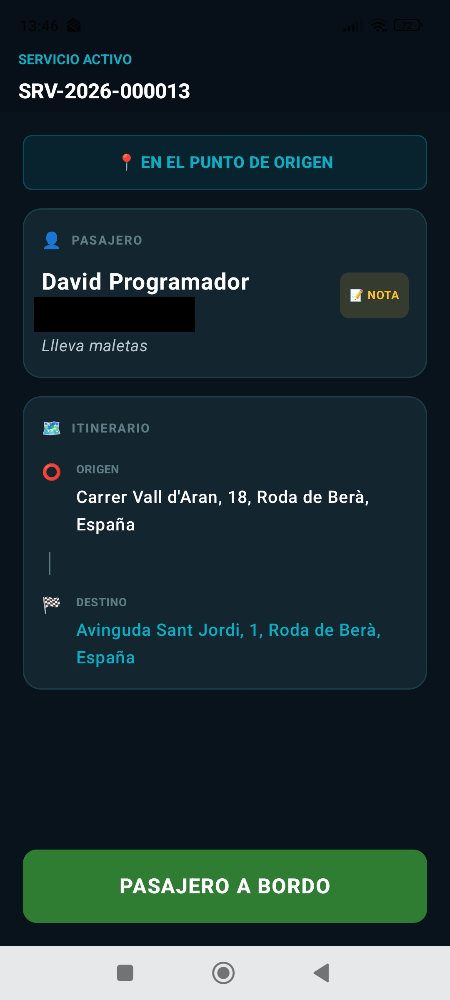 13:46
72
SERVICIO ACTIVO
SRV-2026-000013
EN EL PUNTO DE ORIGEN
PASAJERO
David Programador
NOTA
Llleva maletas
ITINERARIO
ORIGEN
Carrer Vall d'Aran, 18, Roda de Berà,
España
DESTINO
Avinguda Sant Jordi, 1, Roda de Berà,
España
PASAJERO A BORDO